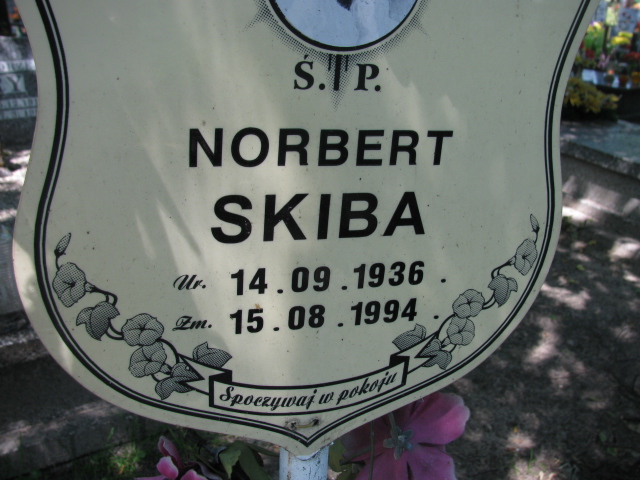 Ś. P.
NORBERT
SKIBA
Ur. 14.09.1936.
Zm. 15.08.1994.
Spoczywaj w pokoju